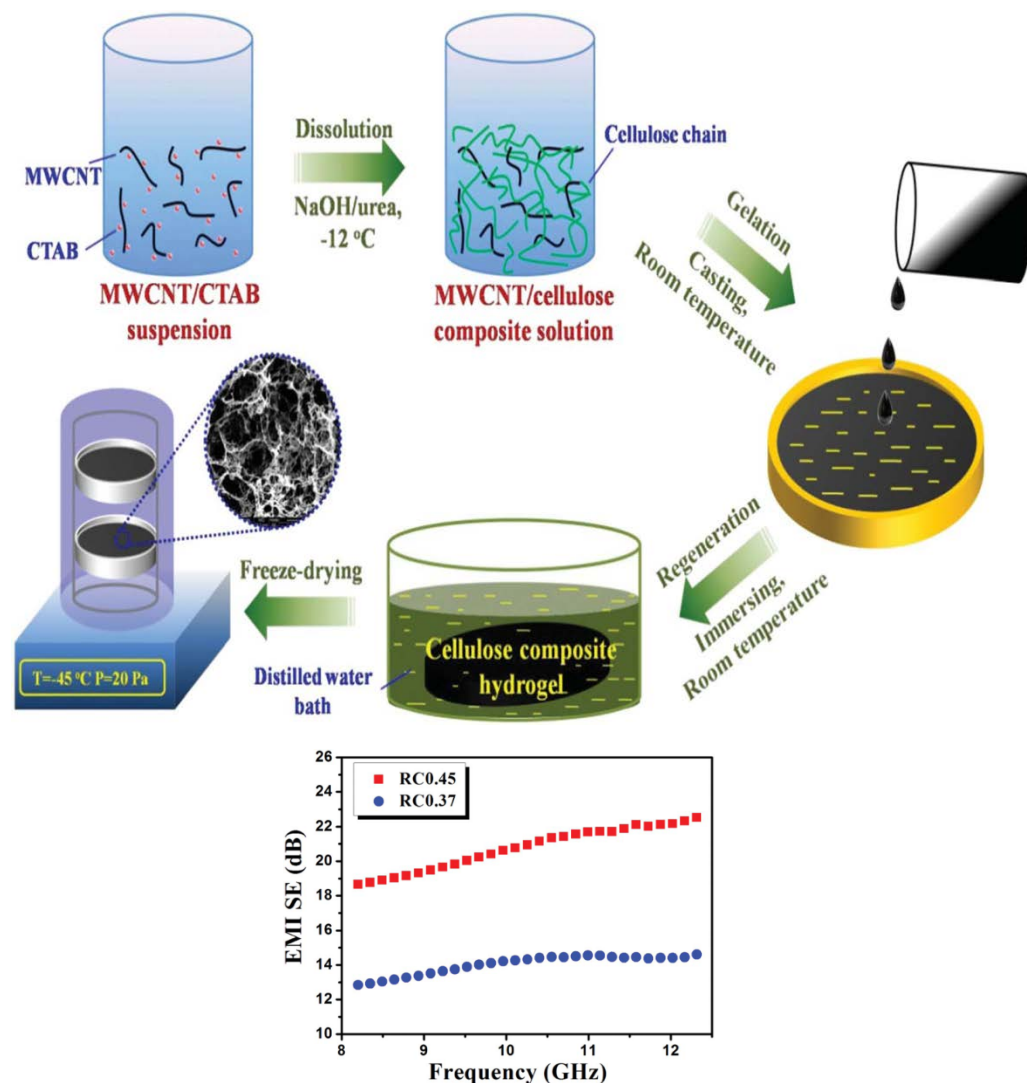 MWCNT
CTAB
MWCNT/CTAB
suspension
Dissolution
NaOH/urea,
-12 °C
Cellulose chain
MWCNT/cellulose
composite solution
Gelation
Casting,
Room temperature
Regeneration
Immersing,
Room temperature
Cellulose composite
hydrogel
Distilled water
bath
Freeze-drying
T=-45 °C P=20 Pa
26
24
22
20
18
16
14
12
10
EMI SE (dB)
RC0.45
RC0.37
8
9
10
11
12
Frequency (GHz)